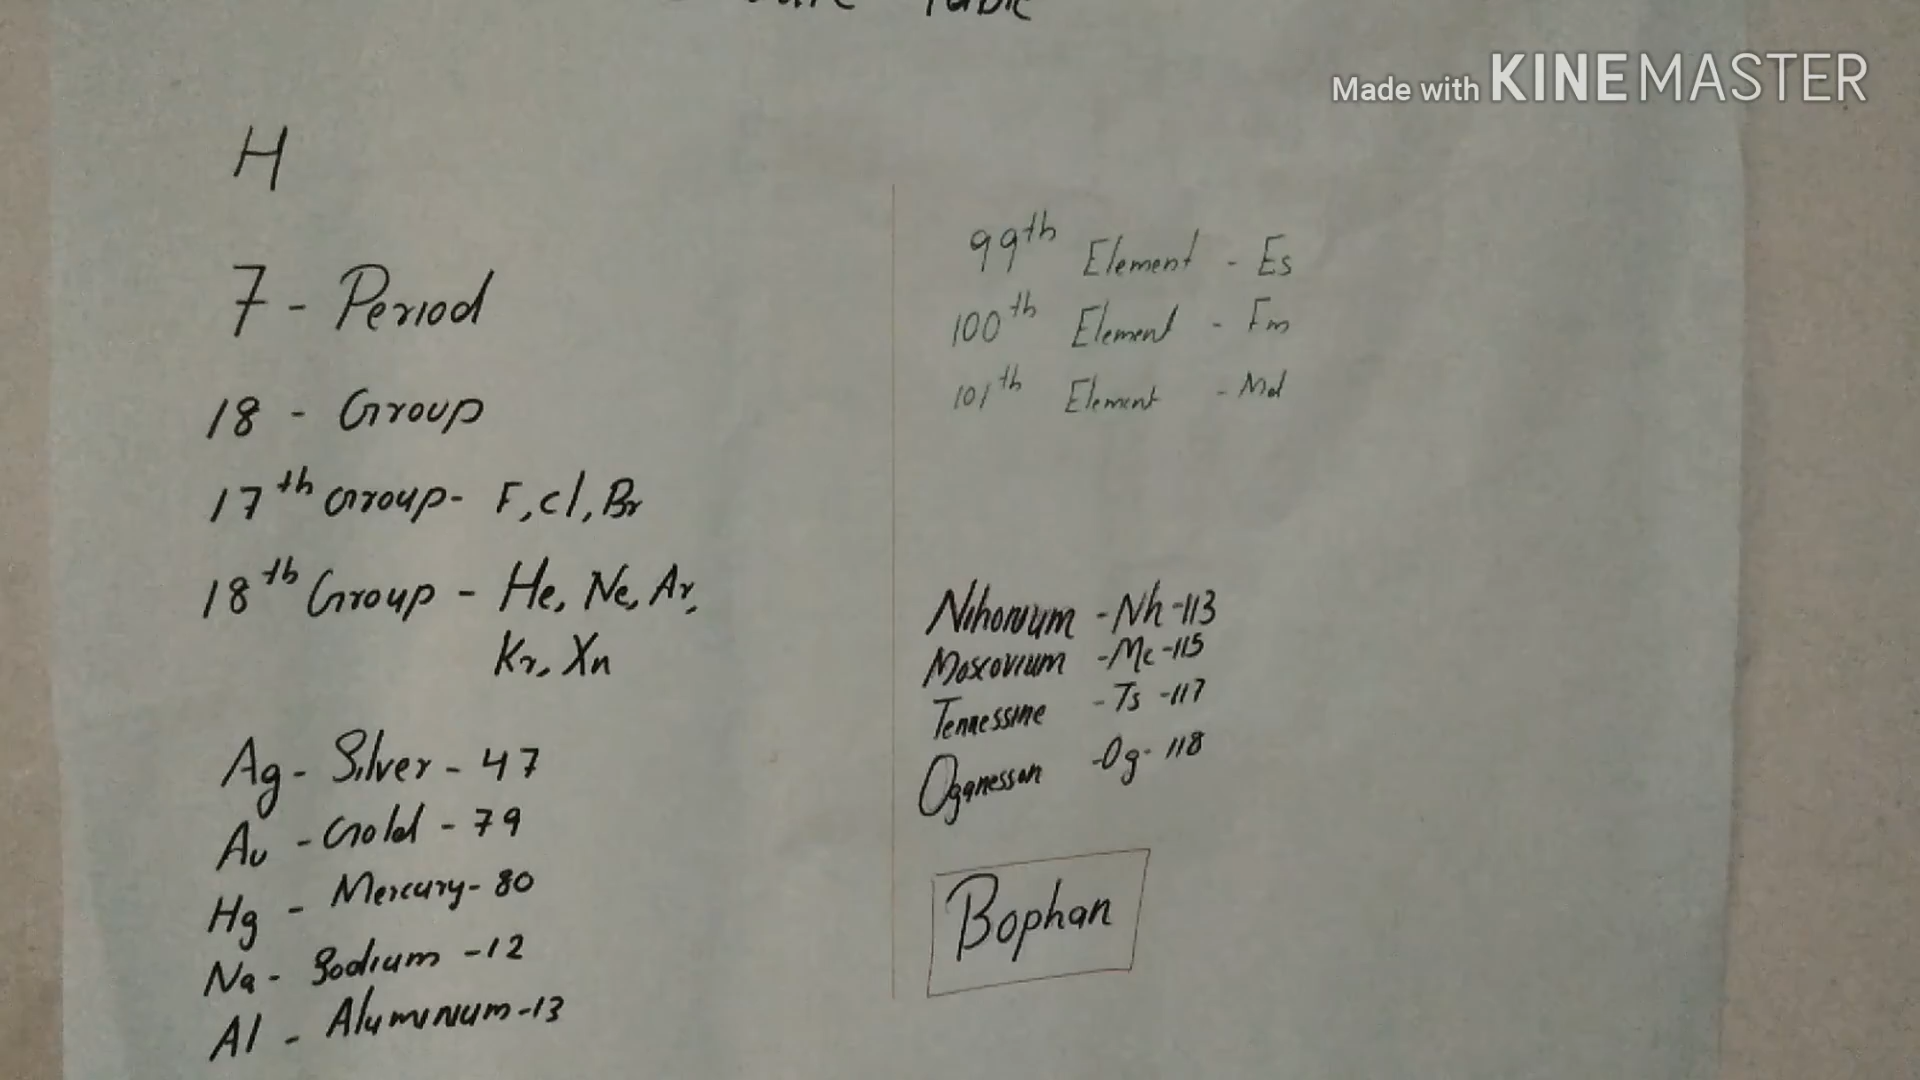 Table
Made with KINEMASTER
H
7 - Period
18 - Group
17th Group- F, Cl, Br
18th Group - He, Ne, Ar,
Kr, Xn
Ag - Silver - 47
Au - Gold - 79
Hg - Mercury - 80
Na - Sodium - 12
Al - Aluminium - 13
99th Element - Es
100th Element - Fm
101th Element - Md
Nihonium - Nh - 113
Moscovium - Mc - 115
Tennessine - Ts - 117
Oganesson - Og - 118
Bophan